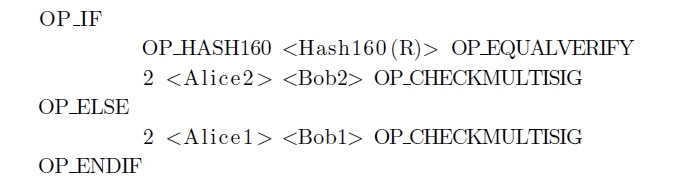 OP_IF
OP_HASH160 <Hash160(R)> OP_EQUALVERIFY
2 <Alice2> <Bob2> OP_CHECKMULTISIG
OP_ELSE
2 <Alice1> <Bob1> OP_CHECKMULTISIG
OP_ENDIF